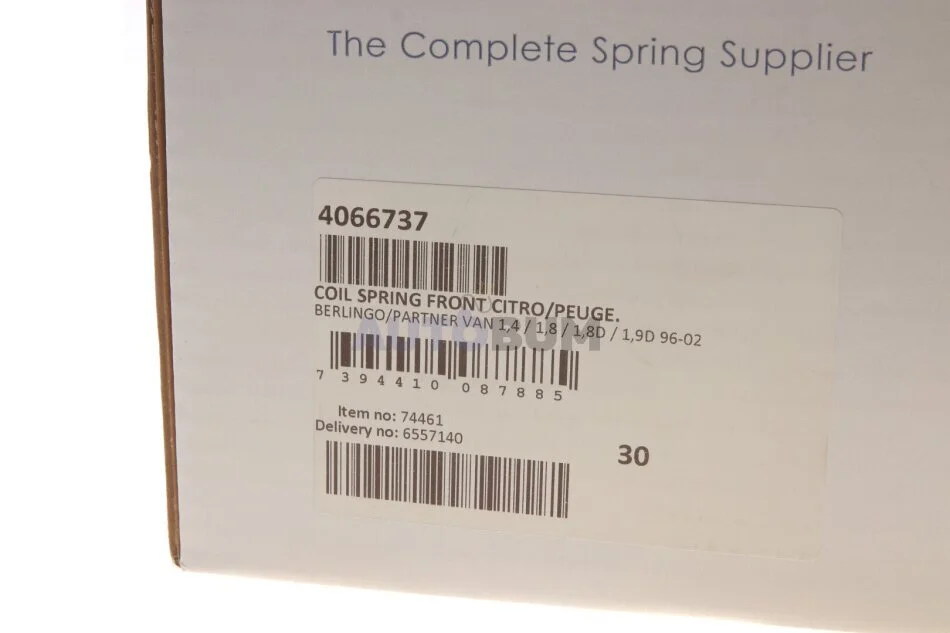 The Complete Spring Supplier
4066737
COIL SPRING FRONT CITRO/PEUGE.
BERLINGO/PARTNER VAN 1,4 / 1,8 / 1,8D / 1,9D 96-02
AUTOBUM
7 394410 087885
Item no: 74461
Delivery no: 6557140
30